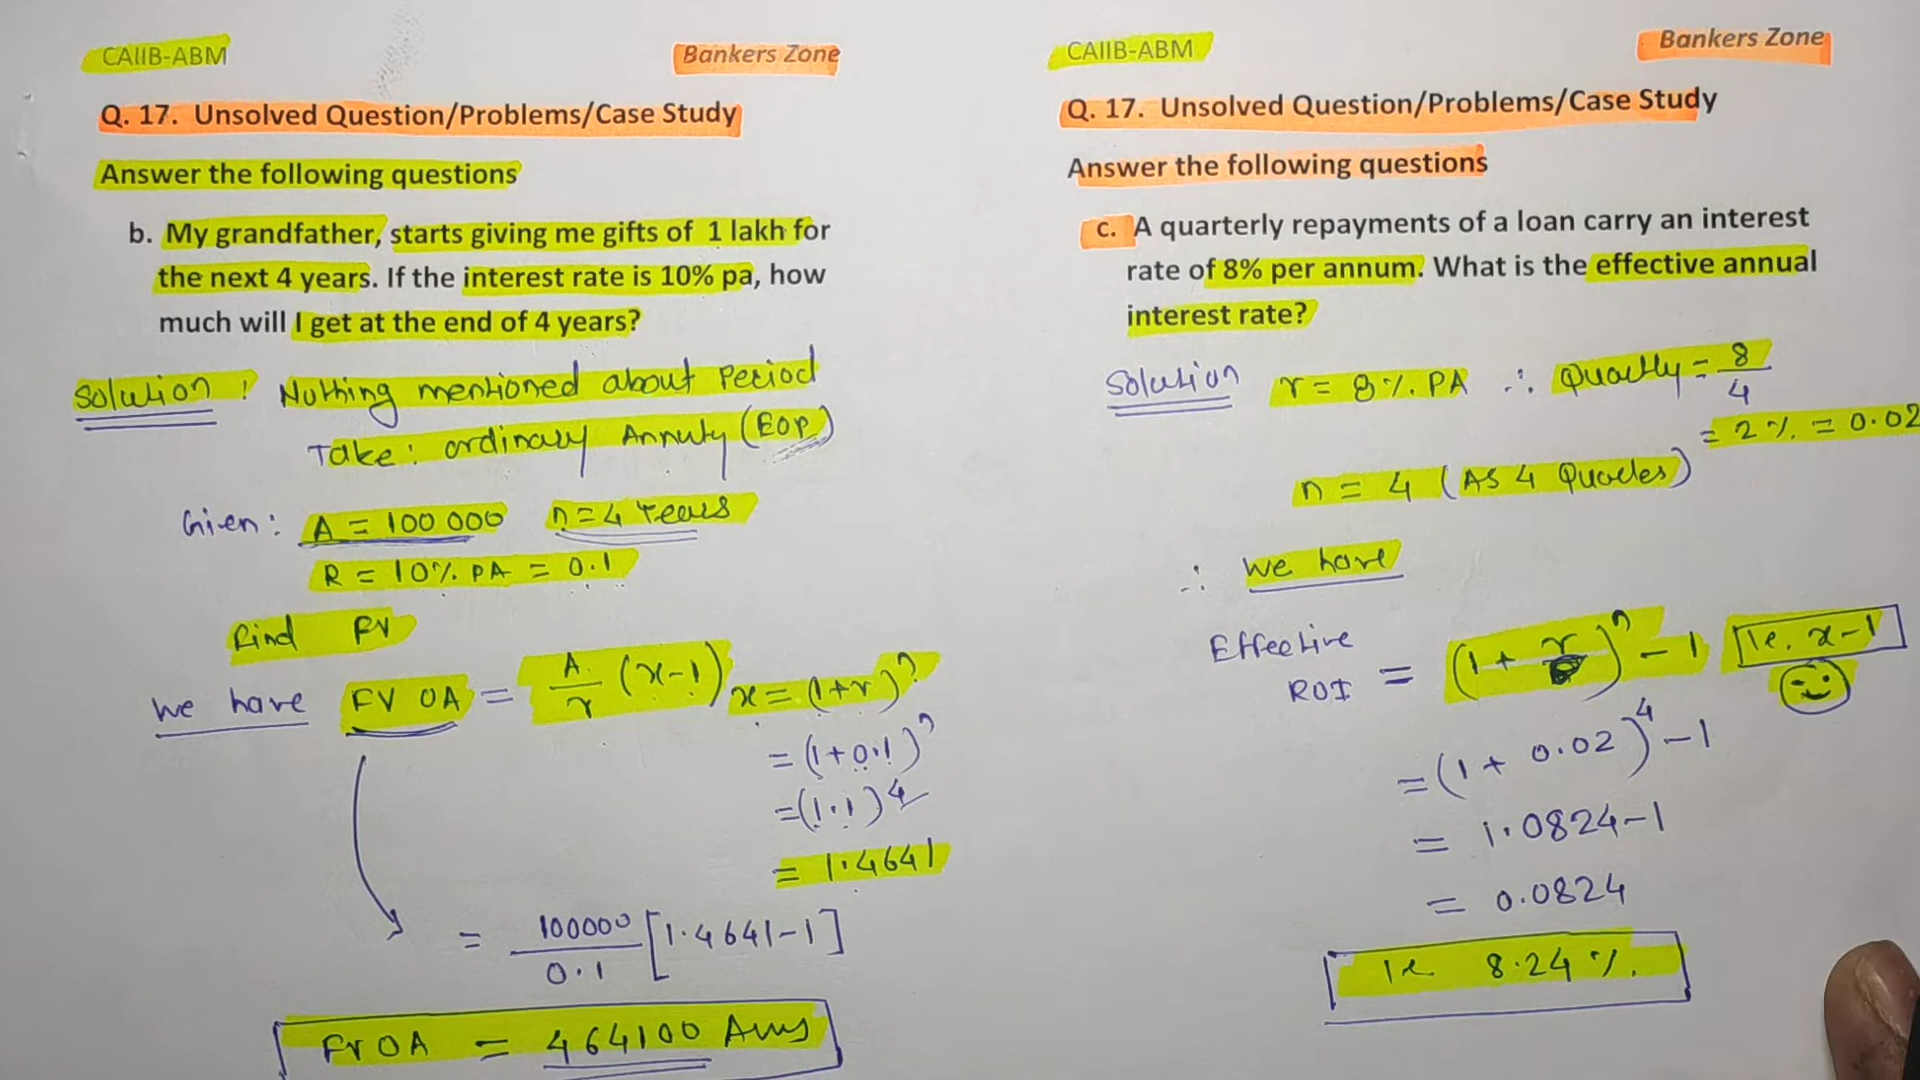 CAIIB-ABM
Bankers Zone
Q. 17. Unsolved Question/Problems/Case Study
Answer the following questions
b. My grandfather, starts giving me gifts of 1 lakh for
the next 4 years. If the interest rate is 10% pa, how
much will I get at the end of 4 years?
Solution : Nothing mentioned about Period
Take: ordinary Annuty (EOP)
Given: A = 100 000 n = 4 Years
R = 10% PA = 0.1
Find FV
We have FV OA = A/r (x-1) x = (1+r)^n
= (1+0.1)^n
= (1.1)^4
= 1.4641
= 100000/0.1 [1.4641-1]
FV OA = 464100 Ans
CAIIB-ABM
Bankers Zone
Q. 17. Unsolved Question/Problems/Case Study
Answer the following questions
c. A quarterly repayments of a loan carry an interest
rate of 8% per annum. What is the effective annual
interest rate?
Solution r = 8% PA ∴ Quartly = 8/4
= 2% = 0.02
n = 4 (AS 4 Quarters)
∴ We have
Effective
ROI = (1 + r)^n - 1 ie. x-1
= (1 + 0.02)^4 - 1
= 1.0824-1
= 0.0824
ie 8.24%